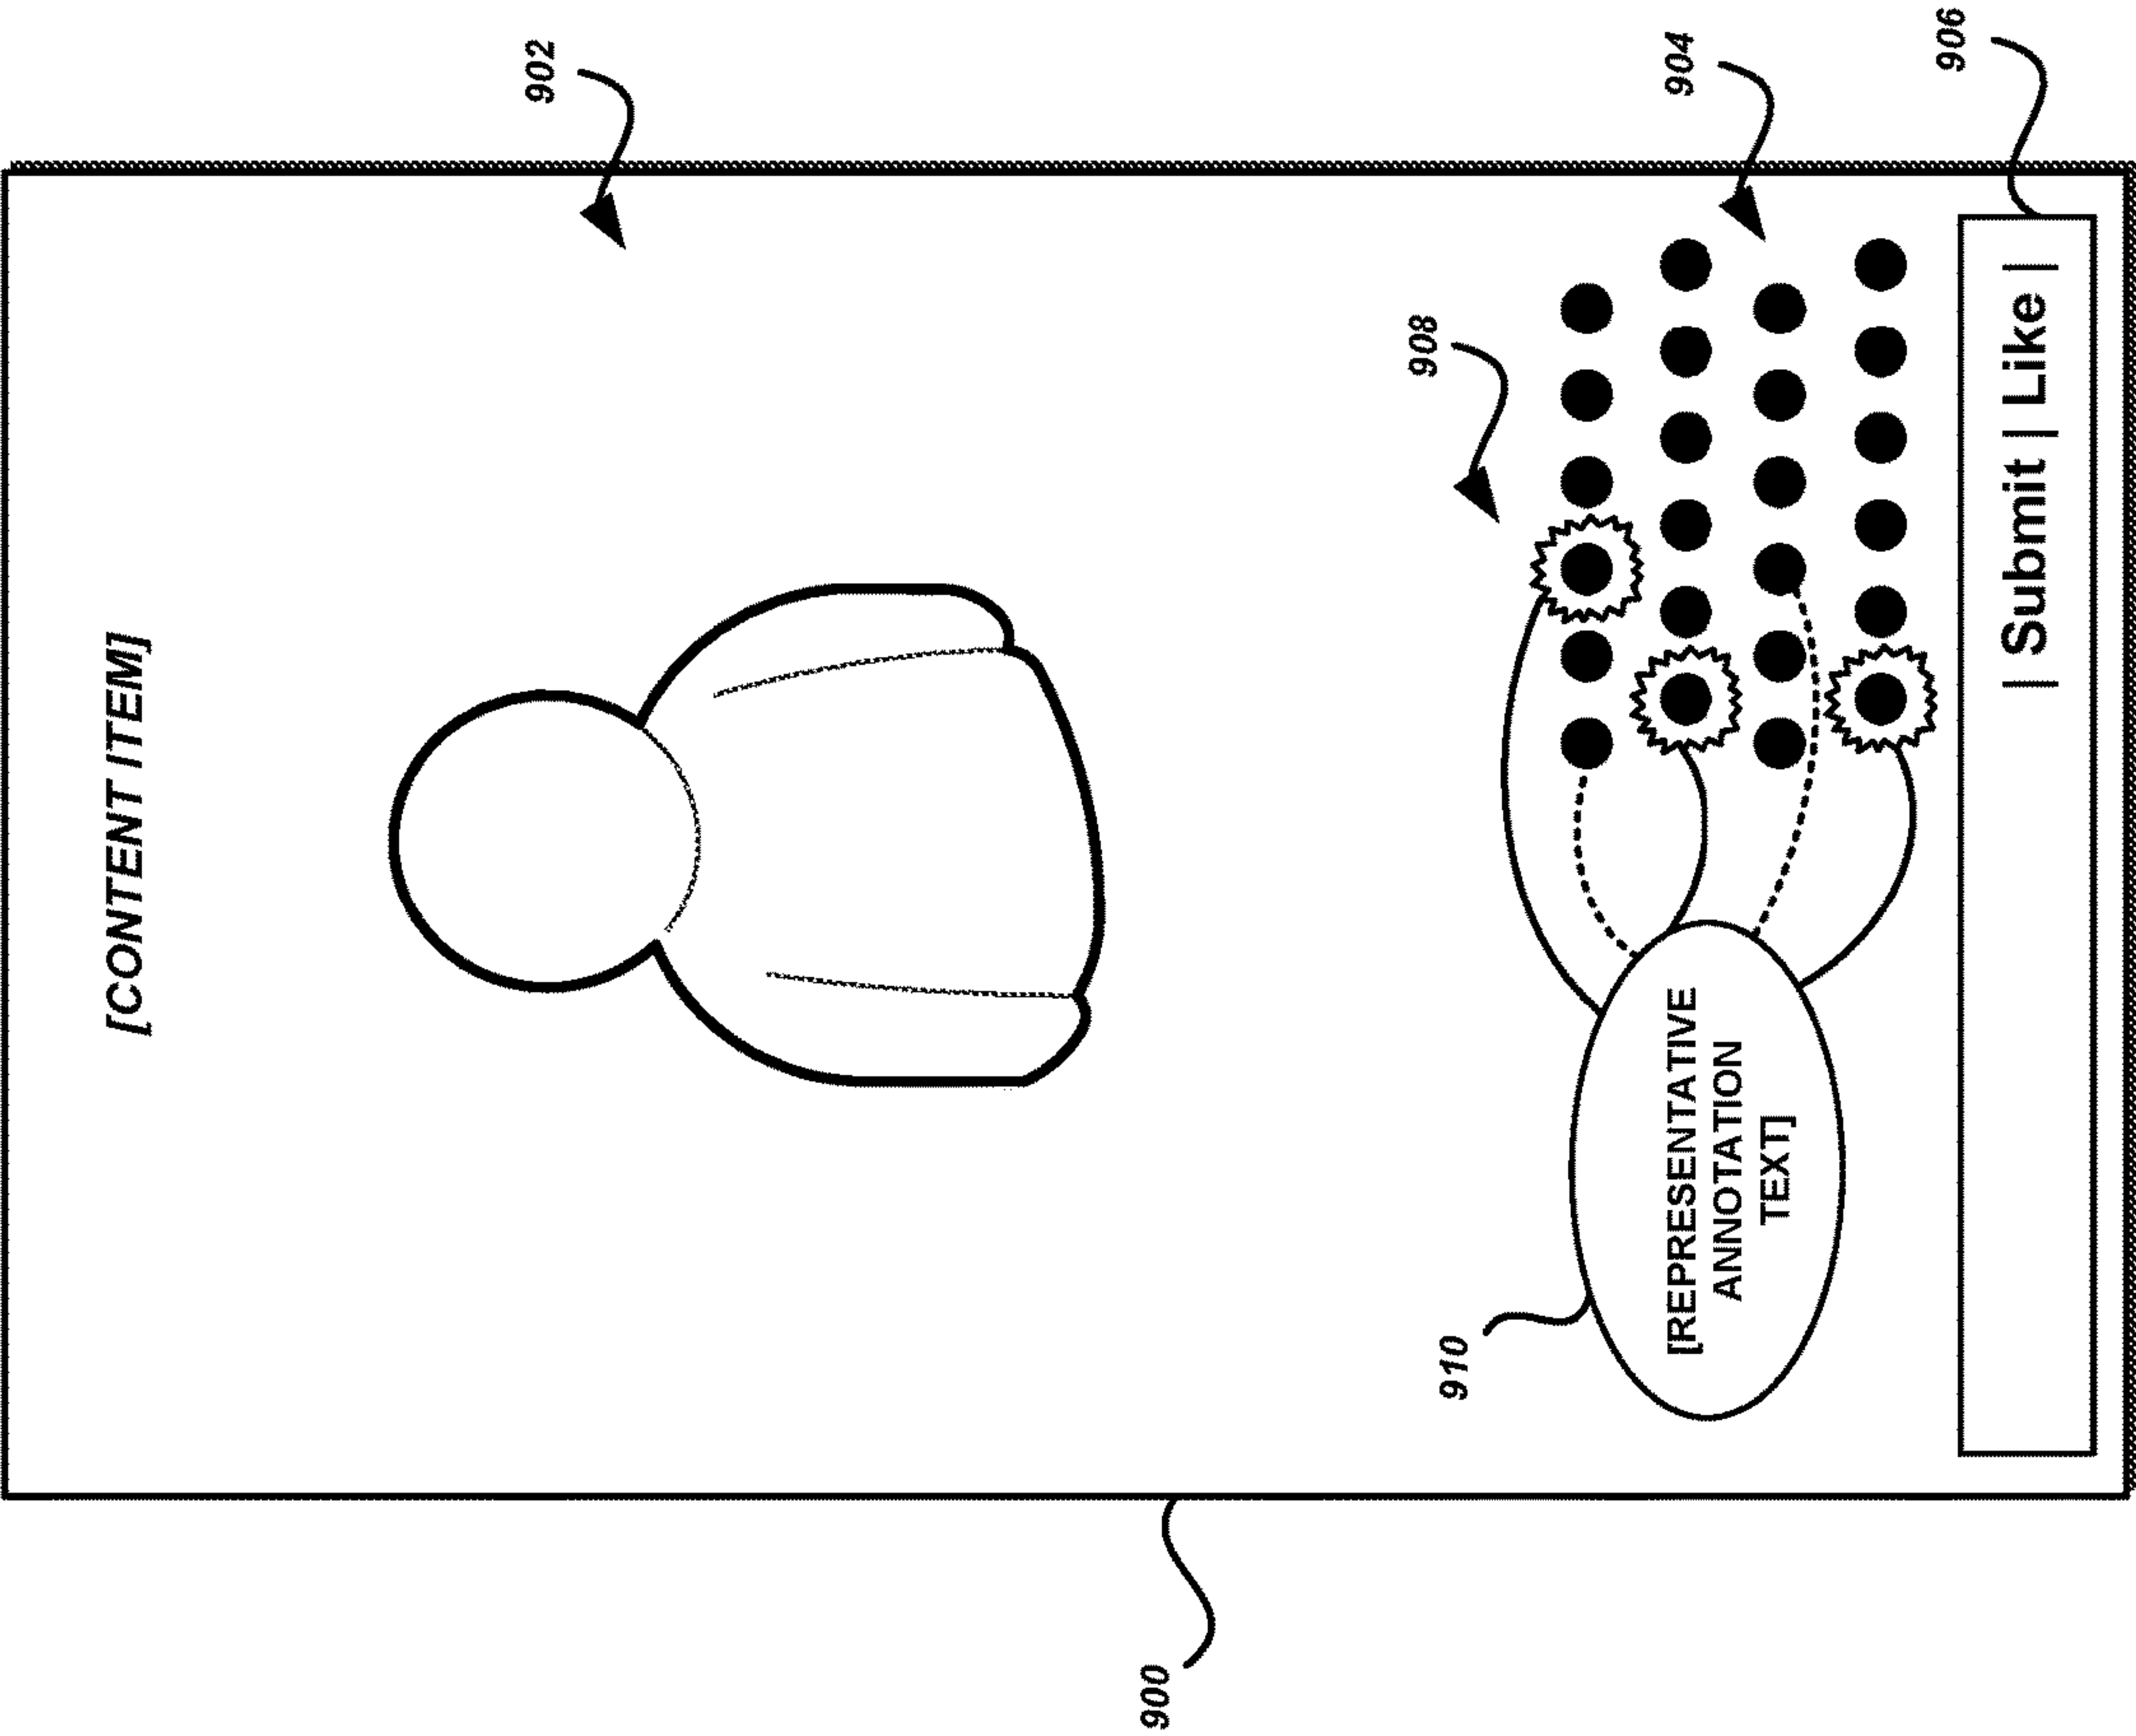 [CONTENT ITEM]
902
900
908
910
904
[REPRESENTATIVE
ANNOTATION
TEXT]
906
| Submit | Like |